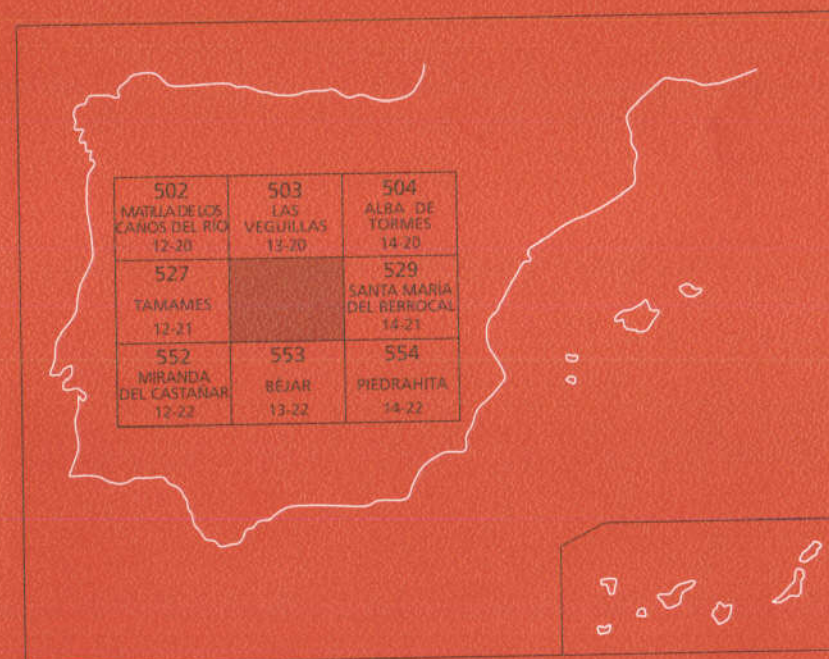 502
MATILLA DE LOS
CAÑOS DEL RIO
12-20
503
LAS
VEGUILLAS
13-20
504
ALBA DE
TORMES
14-20
527
TAMAMES
12-21
529
SANTA MARIA
DEL BERROCAL
14-21
552
MIRANDA
DEL CASTAÑAR
12-22
553
BEJAR
13-22
554
PIEDRAHITA
14-22